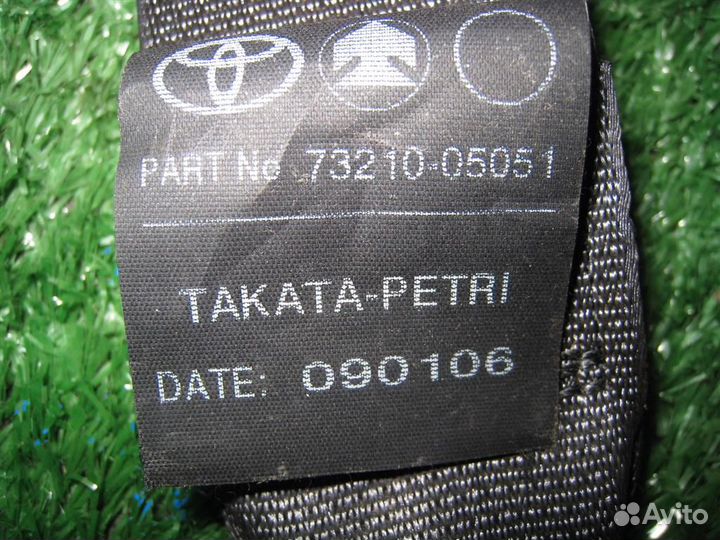 PART No 73210-05051
TAKATA-PETRI
DATE: 090106
Avito